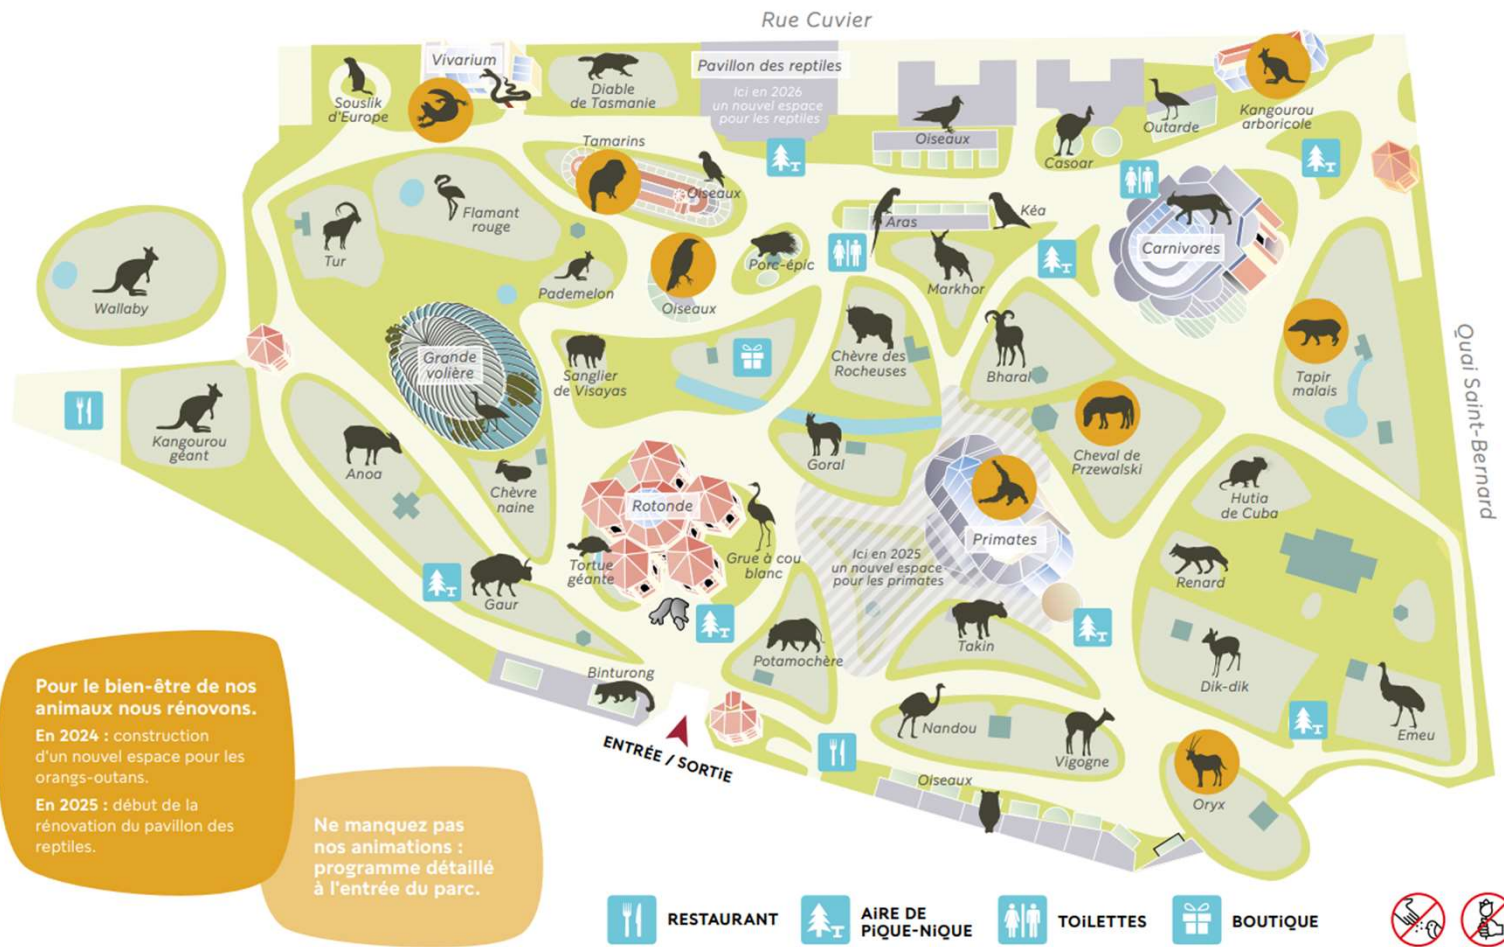 Rue Cuvier
Souslik
d'Europe
Vivarium
Diable
de Tasmanie
Pavillon des reptiles
Ici en 2026
un nouvel espace
pour les reptiles
Oiseaux
Casoar
Outarde
Kangourou
arboricole
Tamarins
Oiseaux
Tur
Flamant
rouge
Wallaby
Pademelon
Oiseaux
Porc-épic
Aras
Kéa
Markhor
Carnivores
Grande
volière
Sanglier
de Visayas
Chèvre des
Rocheuses
Bharal
Tapir
malais
Quai Saint-Bernard
Kangourou
géant
Anoa
Chèvre
naine
Goral
Cheval de
Przewalski
Rotonde
Primates
Hutia
de Cuba
Tortue
géante
Grue à cou
blanc
Ici en 2025
un nouvel espace
pour les primates
Renard
Gaur
Potamochère
Takin
Dik-dik
Binturong
Nandou
Vigogne
Emeu
ENTRÉE / SORTiE
Oiseaux
Oryx
Pour le bien-être de nos
animaux nous rénovons.
En 2024 : construction
d'un nouvel espace pour les
orangs-outans.
En 2025 : début de la
rénovation du pavillon des
reptiles.
Ne manquez pas
nos animations :
programme détaillé
à l'entrée du parc.
RESTAURANT
AiRE DE
PiQUE-NiQUE
TOiLETTES
BOUTiQUE